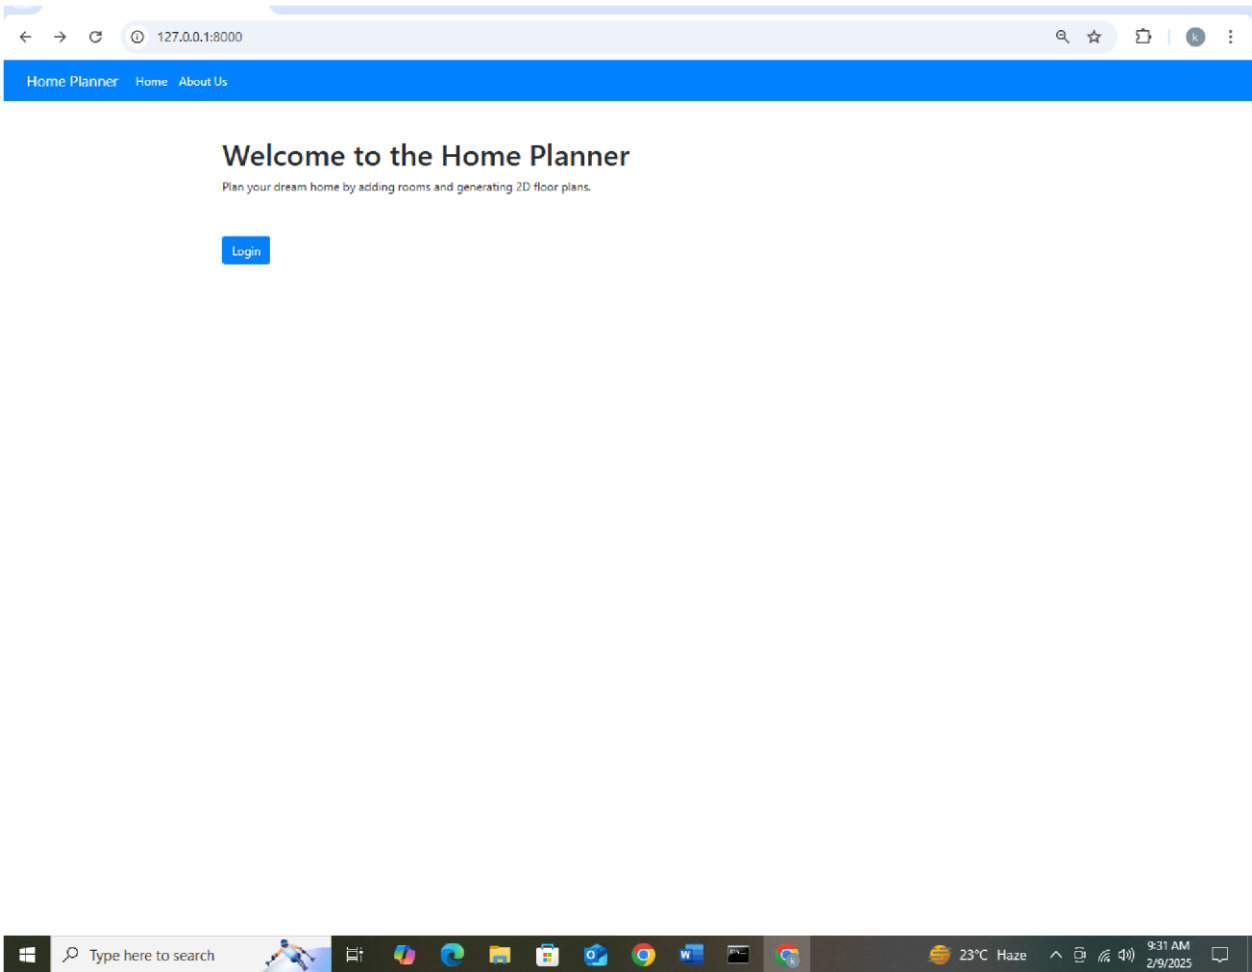 127.0.0.1:8000
k
Home Planner Home About Us
Welcome to the Home Planner
Plan your dream home by adding rooms and generating 2D floor plans.
Login
Type here to search
23°C Haze
9:31 AM
2/9/2025